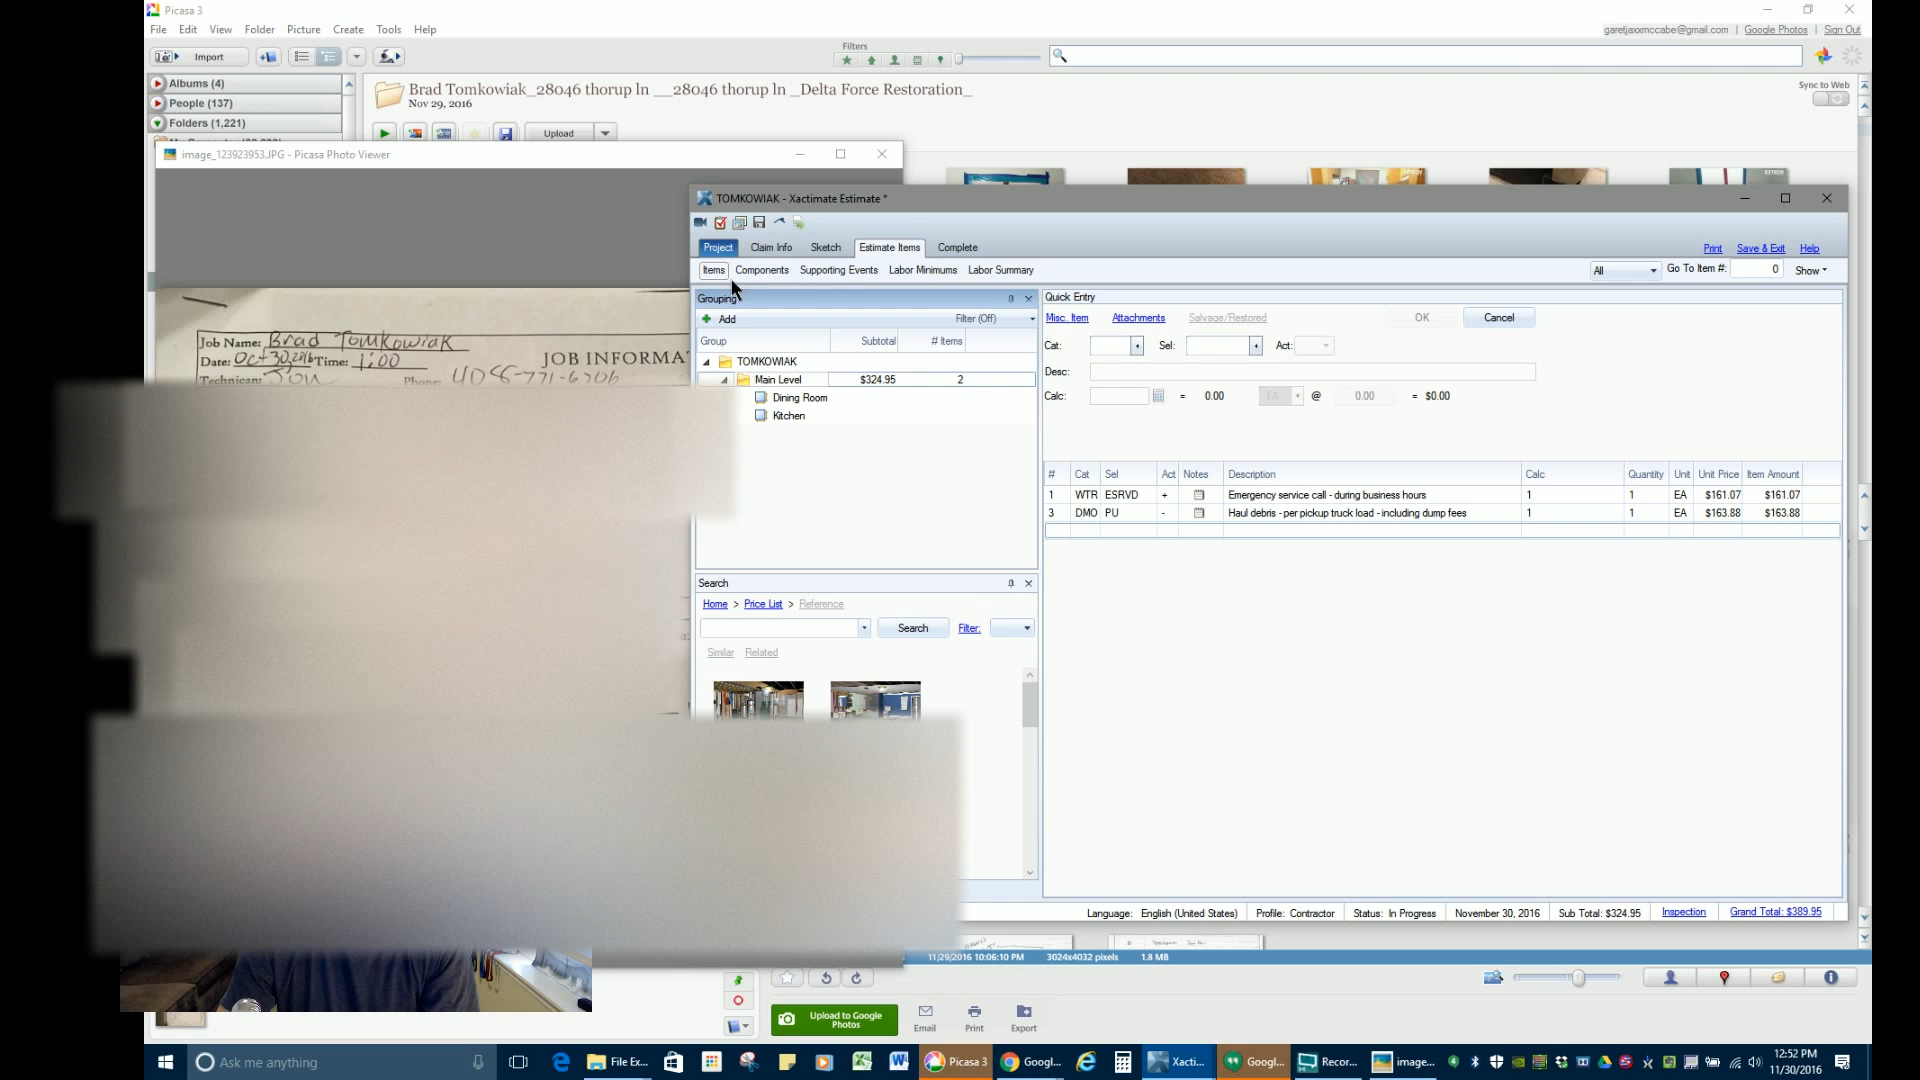 Picasa 3
File Edit View Folder Picture Create Tools Help
garetjaxxmccabe@gmail.com | Google Photos | Sign Out
Import
Filters
Albums (4)
People (137)
Folders (1,221)
Brad Tomkowiak_28046 thorup ln __28046 thorup ln _Delta Force Restoration_
Nov 29, 2016
Sync to Web
Upload
image_123923953.JPG - Picasa Photo Viewer
Job Name: Brad Tomkowiak
Date: Oct 30, 2016 Time: 1:00
JOB INFORMA
Technican: Jon Phone: 408-771-6706
TOMKOWIAK - Xactimate Estimate *
Project Claim Info Sketch Estimate Items Complete
Print Save & Exit Help
Items Components Supporting Events Labor Minimums Labor Summary
All Go To Item #: 0 Show
Grouping
Add Filter (Off)
Group Subtotal # Items
TOMKOWIAK
Main Level $324.95 2
Dining Room
Kitchen
Search
Home > Price List > Reference
Search Filter:
Similar Related
Quick Entry
Misc. Item Attachments Salvage/Restored OK Cancel
Cat: Sel: Act:
Desc:
Calc: = 0.00 EA @ 0.00 = $0.00
# Cat Sel Act Notes Description Calc Quantity Unit Unit Price Item Amount
1 WTR ESRVD + Emergency service call - during business hours 1 1 EA $161.07 $161.07
3 DMO PU - Haul debris - per pickup truck load - including dump fees 1 1 EA $163.88 $163.88
Language: English (United States) Profile: Contractor Status: In Progress November 30, 2016 Sub Total: $324.95 Inspection Grand Total: $389.95
11/29/2016 10:06:10 PM 3024x4032 pixels 1.8 MB
Upload to Google Photos
Email Print Export
Ask me anything
File Ex...
Picasa 3
Googl...
Xacti...
Googl...
Recor...
image...
12:52 PM
11/30/2016